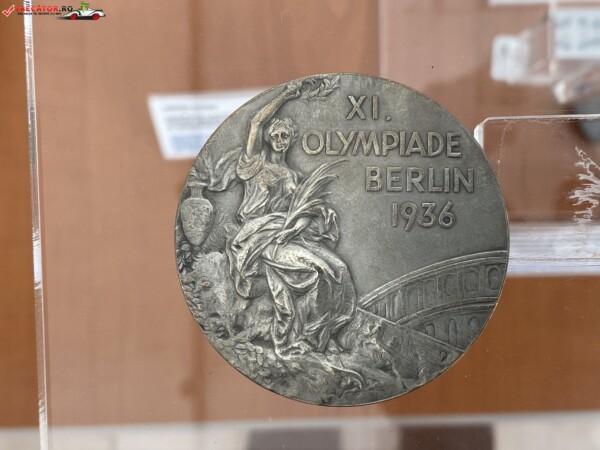 XI.
OLYMPIADE
BERLIN
1936